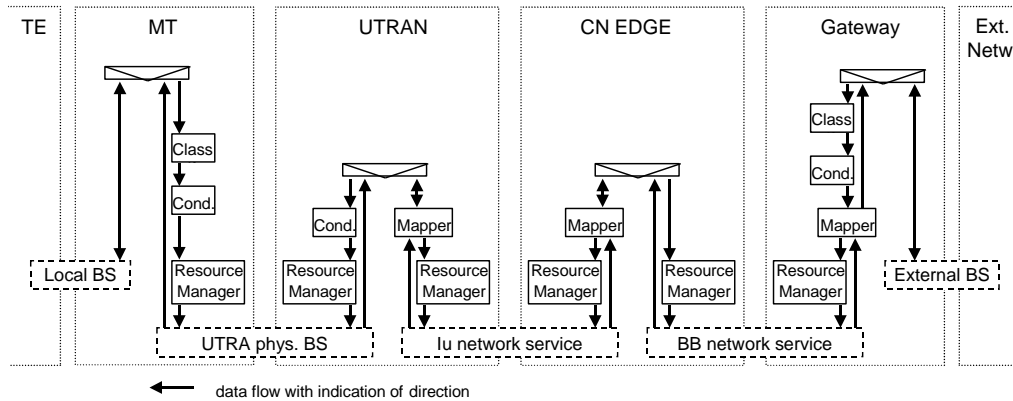 TE
MT
UTRAN
CN EDGE
Gateway
Ext.
Netw
Class
Cond.
Resource
Manager
Local BS
UTRA phys. BS
Cond.
Mapper
Resource
Manager
Resource
Manager
Iu network service
Mapper
Resource
Manager
Resource
Manager
BB network service
Class
Cond.
Mapper
Resource
Manager
External BS
data flow with indication of direction